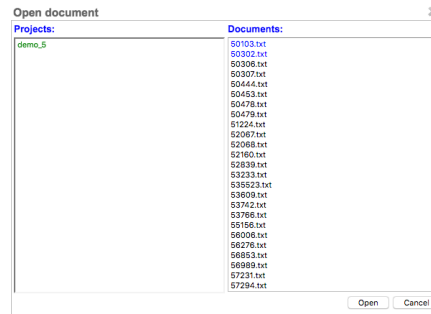 Open document
Projects:
demo_5
Documents:
50103.txt
50302.txt
50306.txt
50307.txt
50444.txt
50453.txt
50478.txt
50479.txt
51224.txt
52067.txt
52068.txt
52160.txt
52839.txt
53233.txt
535523.txt
53609.txt
53742.txt
53766.txt
55156.txt
56006.txt
56276.txt
56853.txt
56989.txt
57231.txt
57294.txt
Open
Cancel